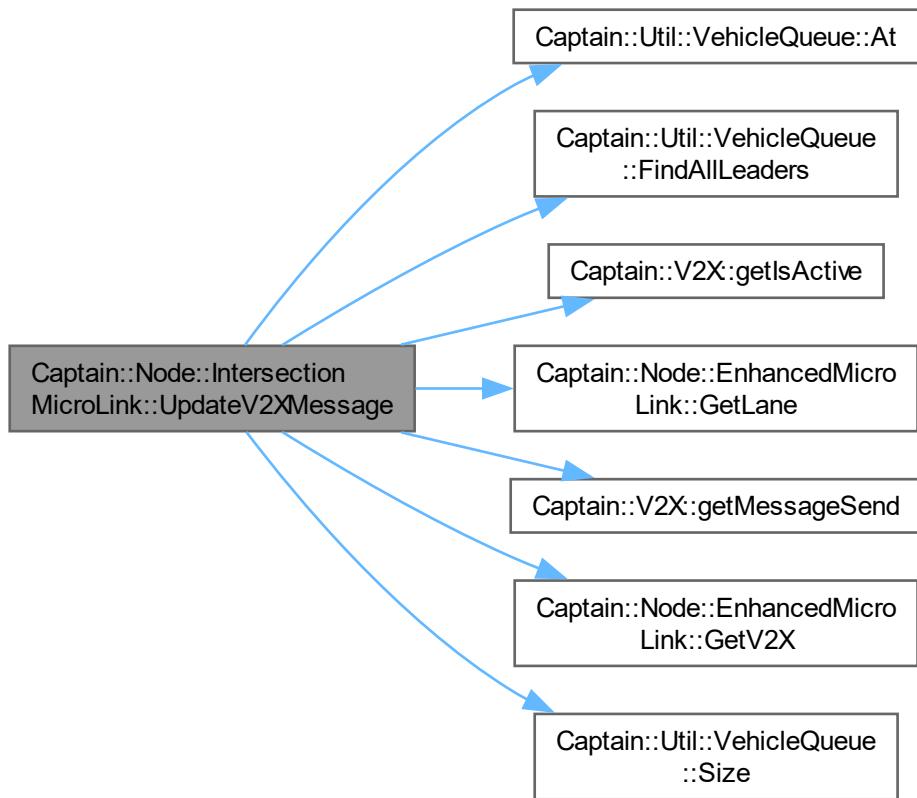 Captain::Util::VehicleQueue::At
Captain::Util::VehicleQueue
::FindAllLeaders
Captain::V2X::getIsActive
Captain::Node::Intersection
MicroLink::UpdateV2XMessage
Captain::Node::EnhancedMicro
Link::GetLane
Captain::V2X::getMessageSend
Captain::Node::EnhancedMicro
Link::GetV2X
Captain::Util::VehicleQueue
::Size